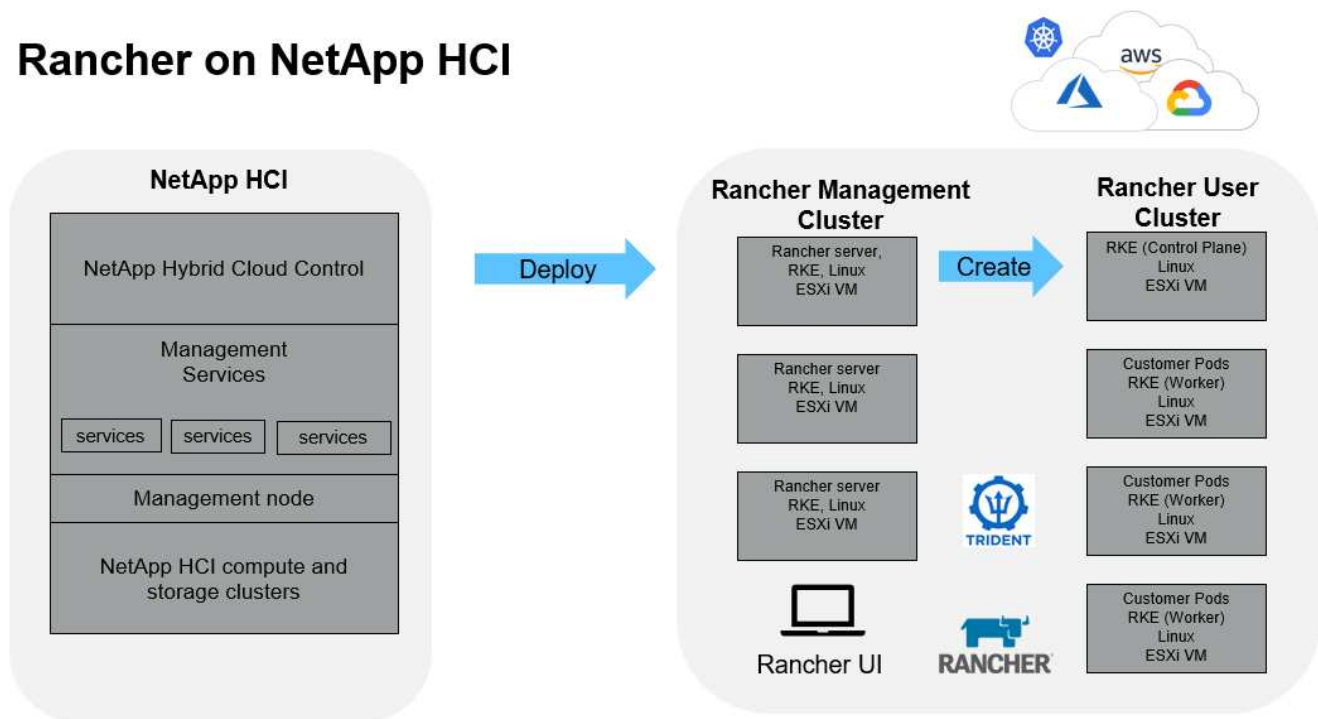 Rancher on NetApp HCI
aws
NetApp HCI
NetApp Hybrid Cloud Control
Management
Services
services
services
services
Management node
NetApp HCI compute and
storage clusters
Deploy
Rancher Management
Cluster
Rancher server,
RKE, Linux
ESXi VM
Rancher server
RKE, Linux
ESXi VM
Rancher server
RKE, Linux
ESXi VM
Rancher UI
Create
TRIDENT
RANCHER
Rancher User
Cluster
RKE (Control Plane)
Linux
ESXi VM
Customer Pods
RKE (Worker)
Linux
ESXi VM
Customer Pods
RKE (Worker)
Linux
ESXi VM
Customer Pods
RKE (Worker)
Linux
ESXi VM